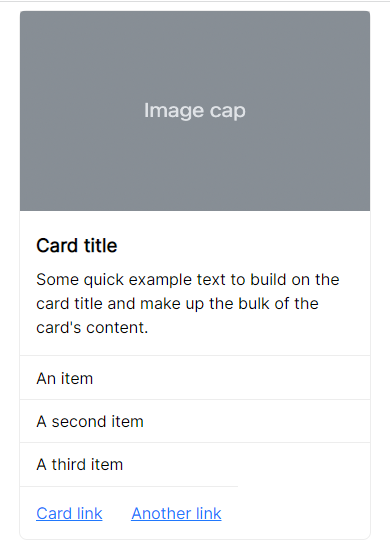 Image cap
Card title
Some quick example text to build on the
card title and make up the bulk of the
card's content.
An item
A second item
A third item
Card link Another link